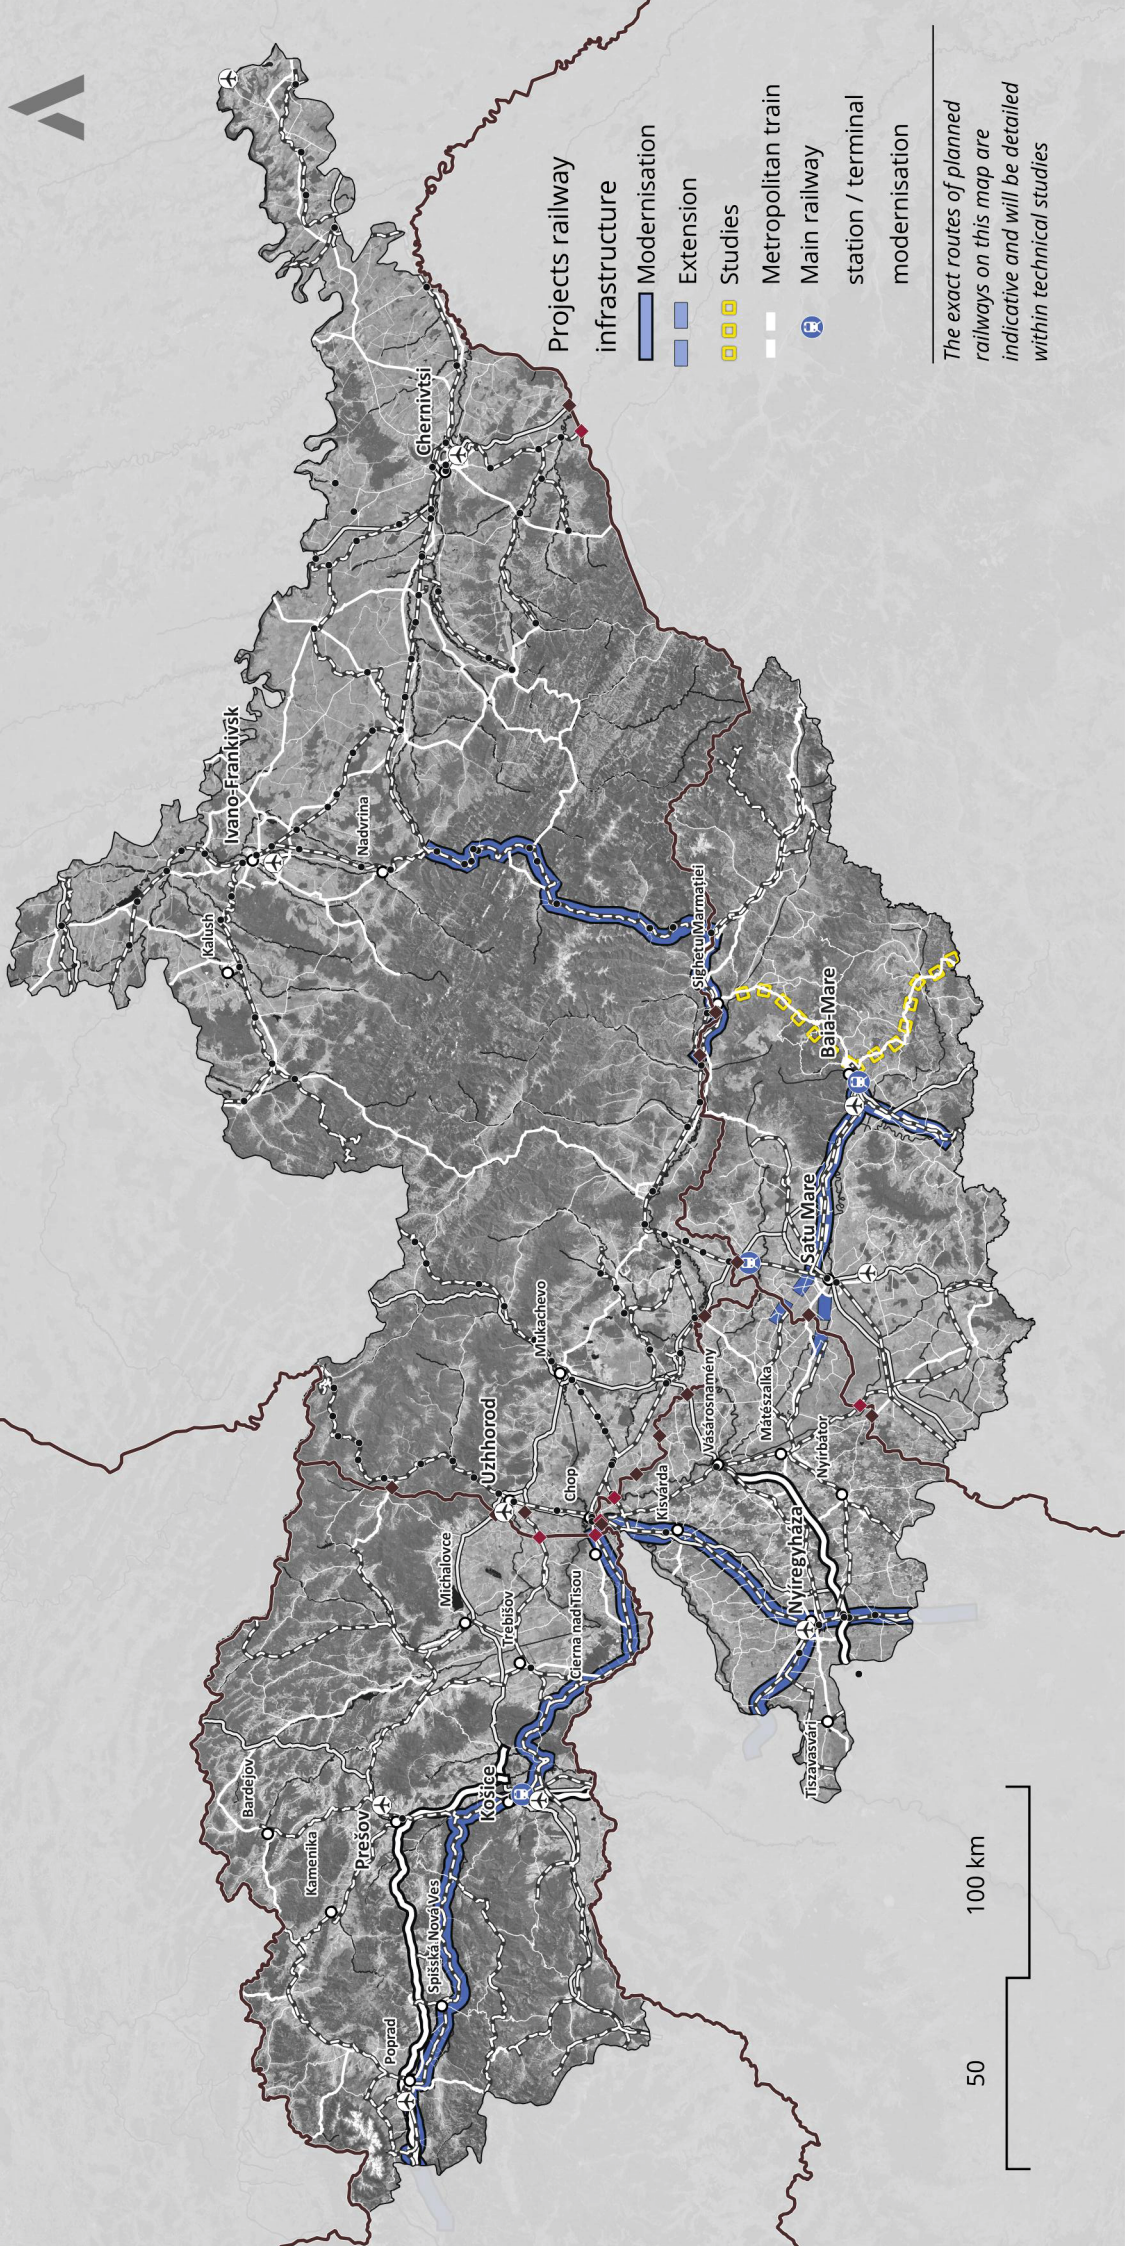 Chernivtsi
Ivano-Frankivsk
Nadvrina
Kalush
Sighetu Marmației
Baia-Mare
Satu Mare
Mukachevo
Uzhhorod
Chop
Vásárosnamény
Mátészalka
Nyírbátor
Kisvárda
Nyíregyháza
Tiszavasvári
Michalovce
Trebišov
Cierna nad Tisou
Košice
Prešov
Bardejov
Kamenika
Spišská Nová Ves
Poprad
50
100 km
Projects railway
infrastructure
Modernisation
Extension
Studies
Metropolitan train
Main railway
station / terminal
modernisation
The exact routes of planned
railways on this map are
indicative and will be detailed
within technical studies